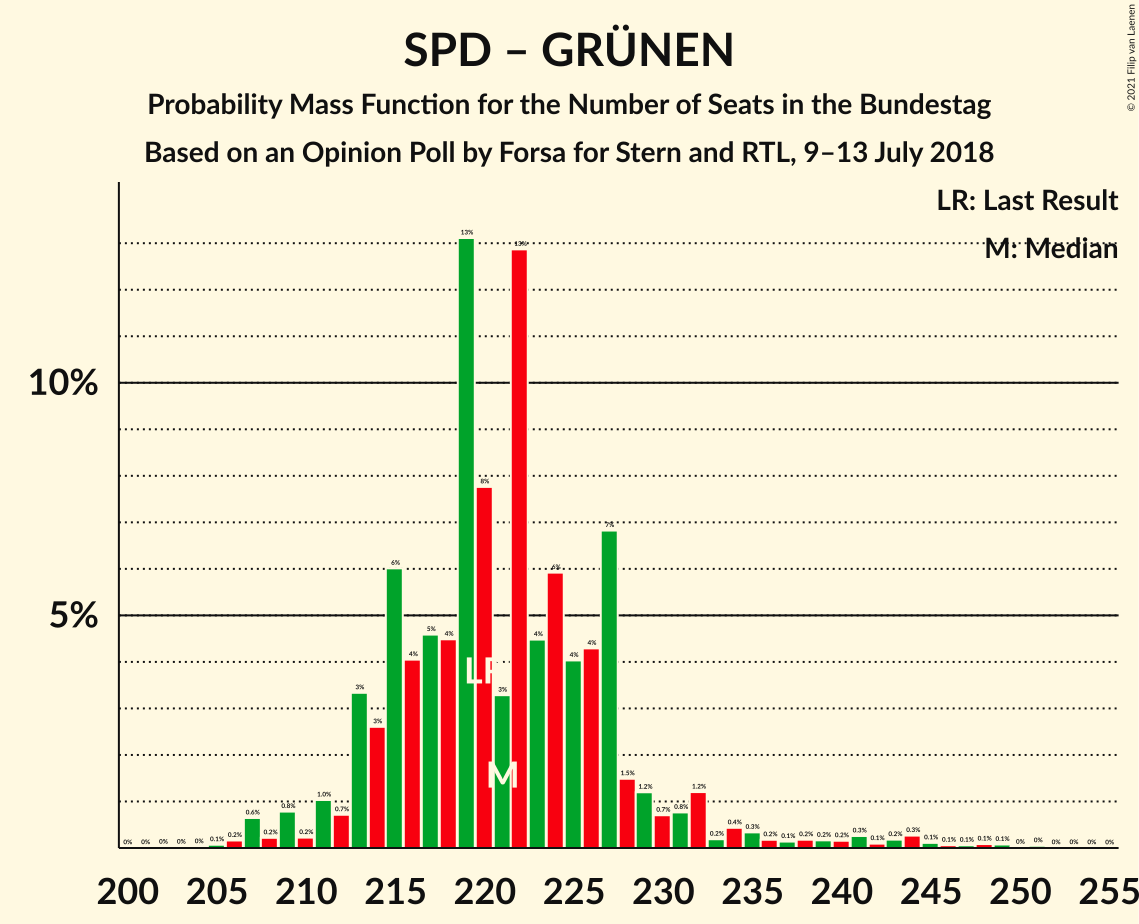 SPD – GRÜNEN
Probability Mass Function for the Number of Seats in the Bundestag
Based on an Opinion Poll by Forsa for Stern and RTL, 9–13 July 2018
© 2021 Filip van Laenen
LR: Last Result
M: Median
10%
5%
0% 0% 0% 0% 0% 0.1% 0.2% 0.6% 0.2% 0.8% 0.2% 1.0% 0.7% 3% 3% 6% 4% 5% 4% 13% 8% 3% 13% 4% 6% 4% 4% 7% 1.5% 1.2% 0.7% 0.8% 1.2% 0.2% 0.4% 0.3% 0.2% 0.1% 0.2% 0.2% 0.2% 0.3% 0.1% 0.2% 0.3% 0.1% 0.1% 0.1% 0.1% 0.1% 0% 0% 0% 0% 0% 0%
LR
M
200 205 210 215 220 225 230 235 240 245 250 255